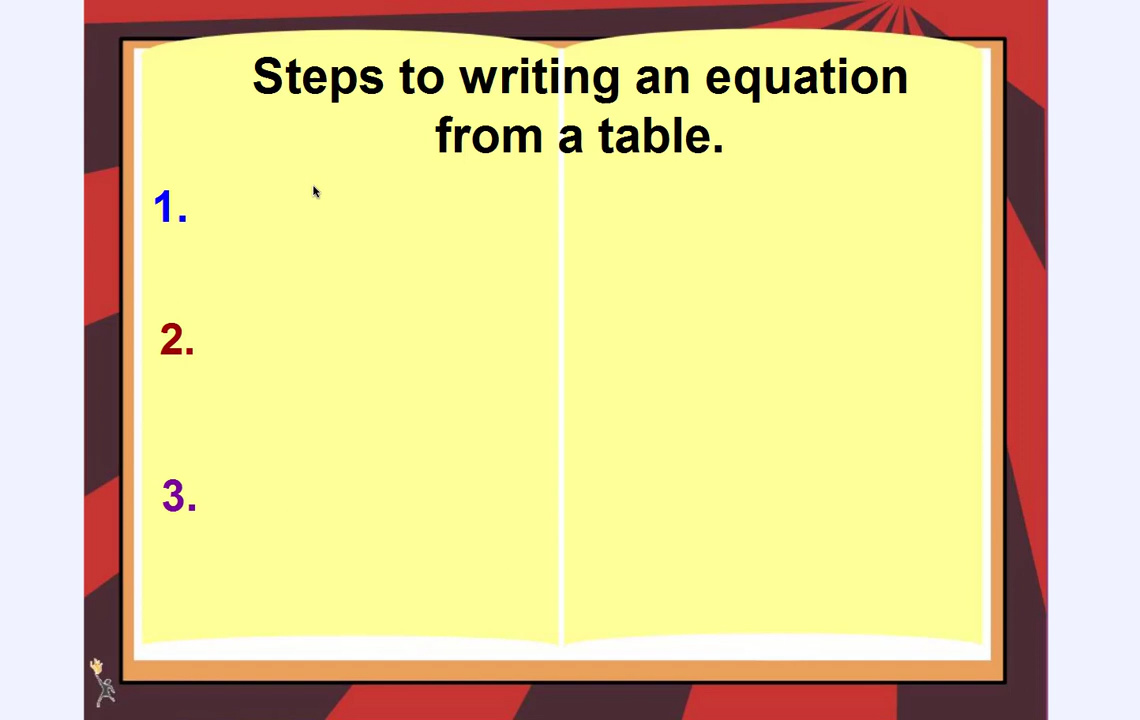 Steps to writing an equation
from a table.
1.
2.
3.